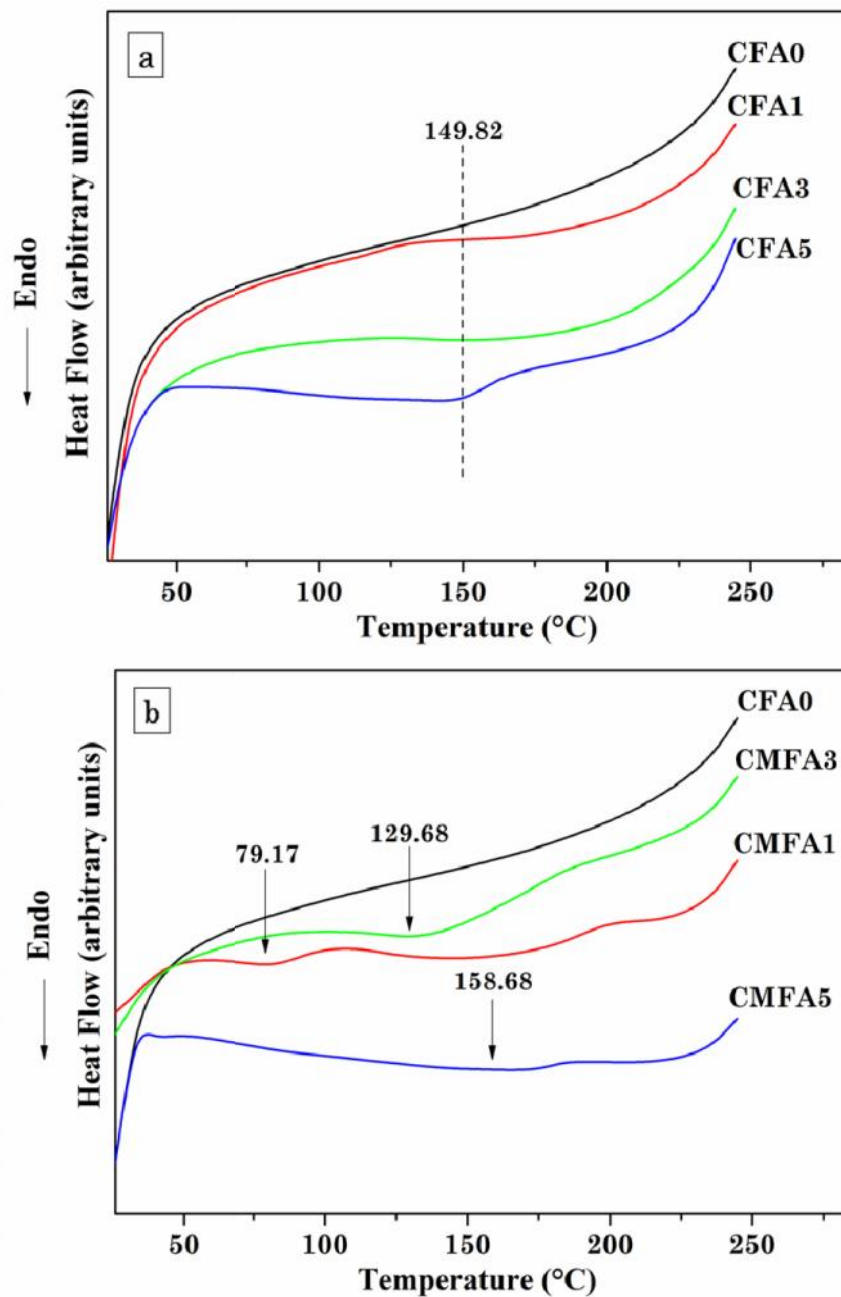 a
CFA0
CFA1
149.82
CFA3
CFA5
Endo
Heat Flow (arbitrary units)
50
100
150
200
250
Temperature (°C)
b
CFA0
CMFA3
129.68
79.17
CMFA1
158.68
CMFA5
Endo
Heat Flow (arbitrary units)
50
100
150
200
250
Temperature (°C)